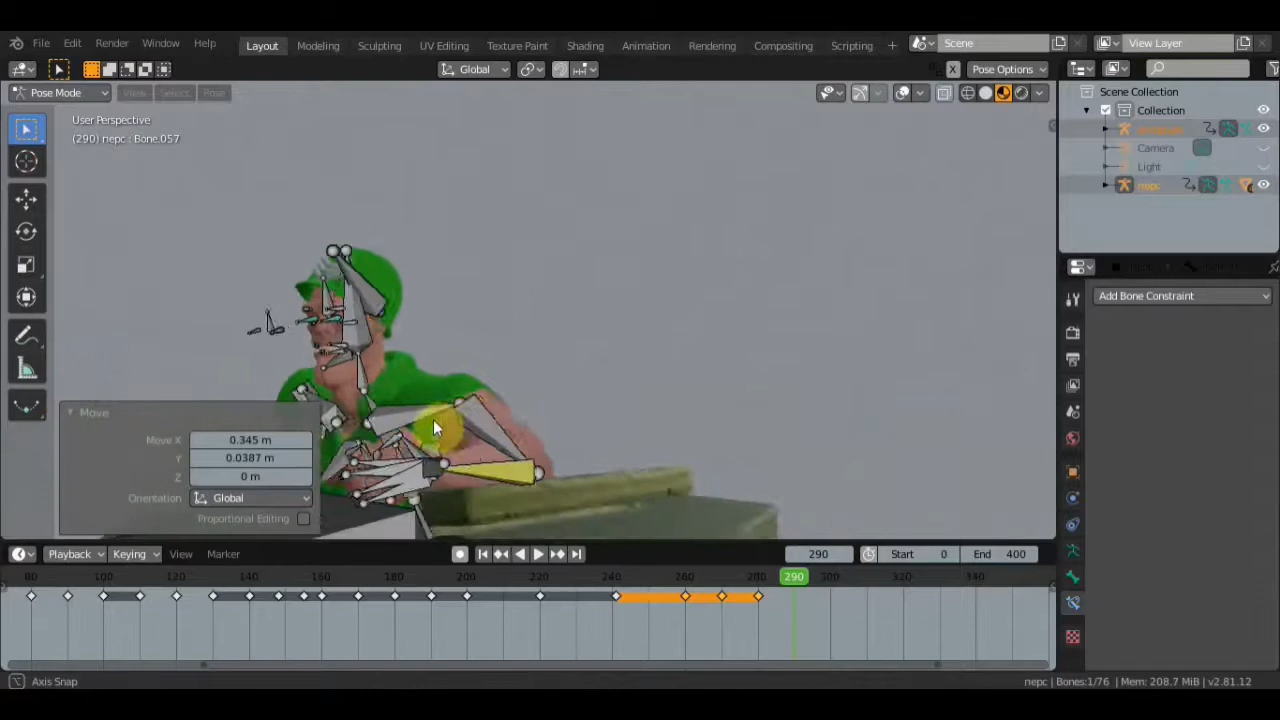 File Edit Render Window Help Layout Modeling Sculpting UV Editing Texture Paint Shading Animation Rendering Compositing Scripting + Scene View Layer
Global X Pose Options
Pose Mode View Select Pose
Scene Collection
User Perspective
Collection
(290) nepc : Bone.057
Camera
Light
nepc
Add Bone Constraint
Move
Move X 0.345 m
Y 0.0387 m
Z 0 m
Orientation Global
Proportional Editing
Playback Keying View Marker 290 Start 0 End 400
80 100 120 140 160 180 200 220 240 260 280 290 300 320 340
Axis Snap nepc | Bones:1/76 | Mem: 208.7 MiB | v2.81.12